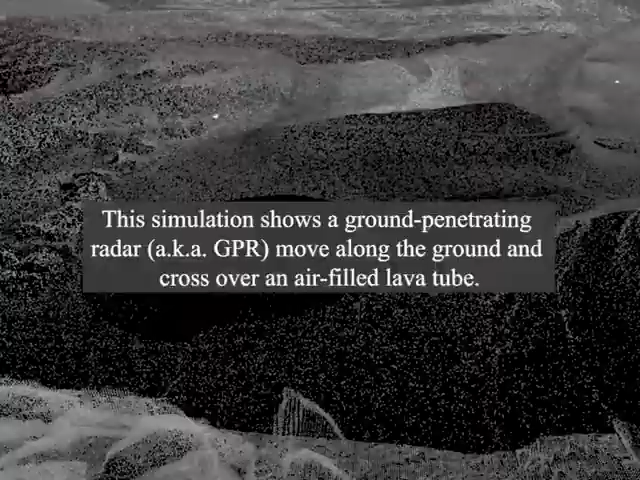 This simulation shows a ground-penetrating
radar (a.k.a. GPR) move along the ground and
cross over an air-filled lava tube.